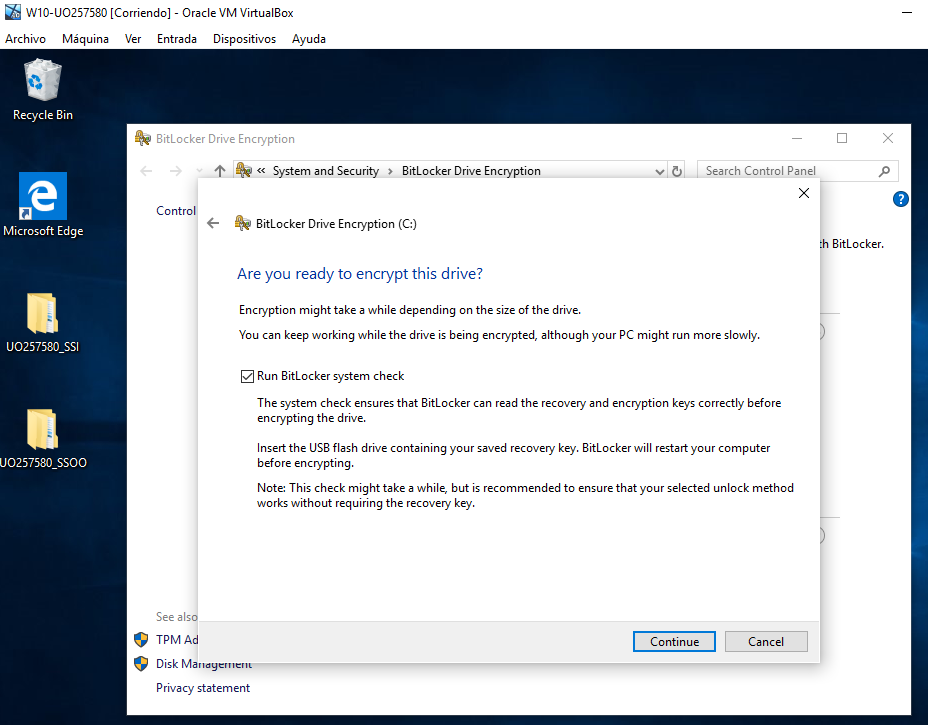 W10-UO257580 [Corriendo] - Oracle VM VirtualBox
Archivo Máquina Ver Entrada Dispositivos Ayuda
Recycle Bin
Microsoft Edge
UO257580_SSI
UO257580_SSOO
BitLocker Drive Encryption
« System and Security › BitLocker Drive Encryption
Search Control Panel
Control
?
th BitLocker.
BitLocker Drive Encryption (C:)
Are you ready to encrypt this drive?
Encryption might take a while depending on the size of the drive.
You can keep working while the drive is being encrypted, although your PC might run more slowly.
Run BitLocker system check
The system check ensures that BitLocker can read the recovery and encryption keys correctly before
encrypting the drive.
Insert the USB flash drive containing your saved recovery key. BitLocker will restart your computer
before encrypting.
Note: This check might take a while, but is recommended to ensure that your selected unlock method
works without requiring the recovery key.
Continue
Cancel
See also
TPM Ad
Disk Management
Privacy statement